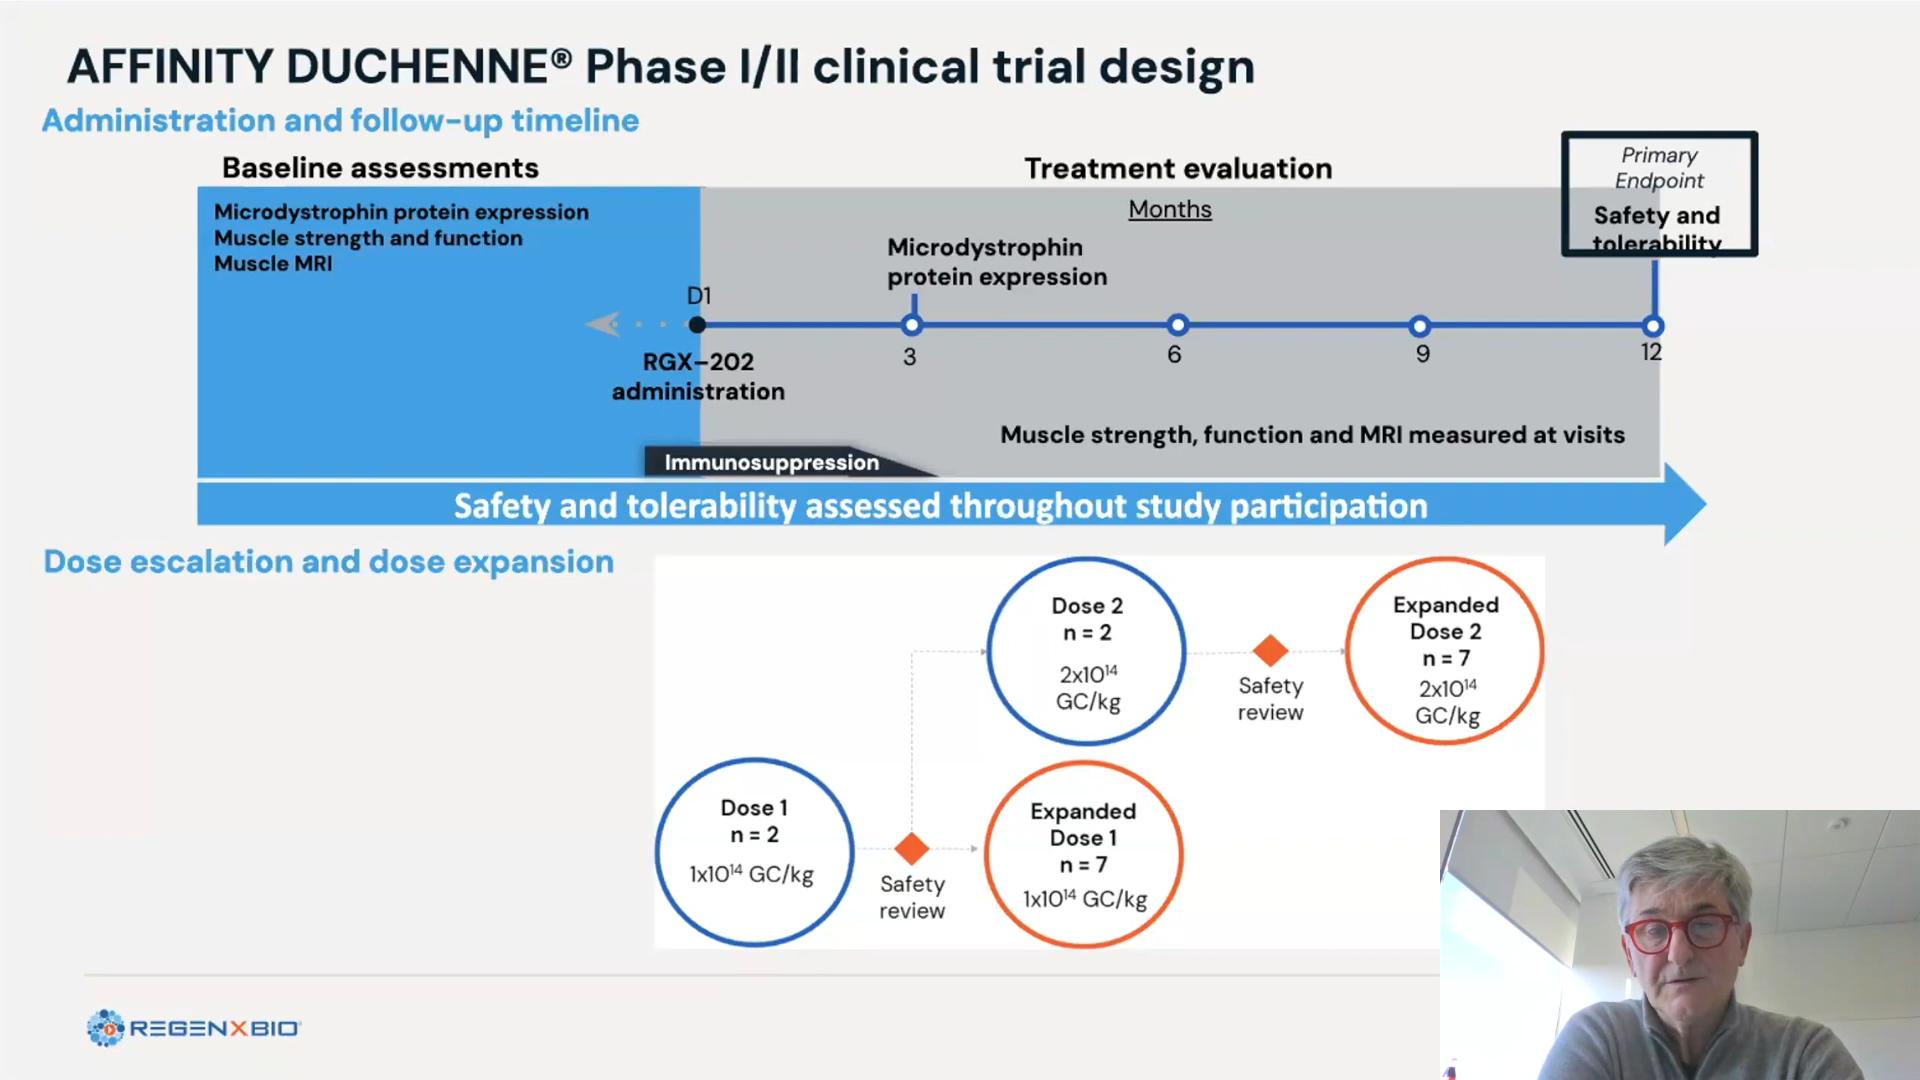 AFFINITY DUCHENNE® Phase I/II clinical trial design
Administration and follow-up timeline
Baseline assessments
Treatment evaluation
Primary
Endpoint
Safety and
tolerability
Microdystrophin protein expression
Muscle strength and function
Muscle MRI
Months
Microdystrophin
protein expression
D1
RGX-202
administration
3
6
9
12
Muscle strength, function and MRI measured at visits
Immunosuppression
Safety and tolerability assessed throughout study participation
Dose escalation and dose expansion
Dose 2
n = 2
2x10¹⁴
GC/kg
Safety
review
Expanded
Dose 2
n = 7
2x10¹⁴
GC/kg
Dose 1
n = 2
1x10¹⁴ GC/kg
Safety
review
Expanded
Dose 1
n = 7
1x10¹⁴ GC/kg
REGENXBIO